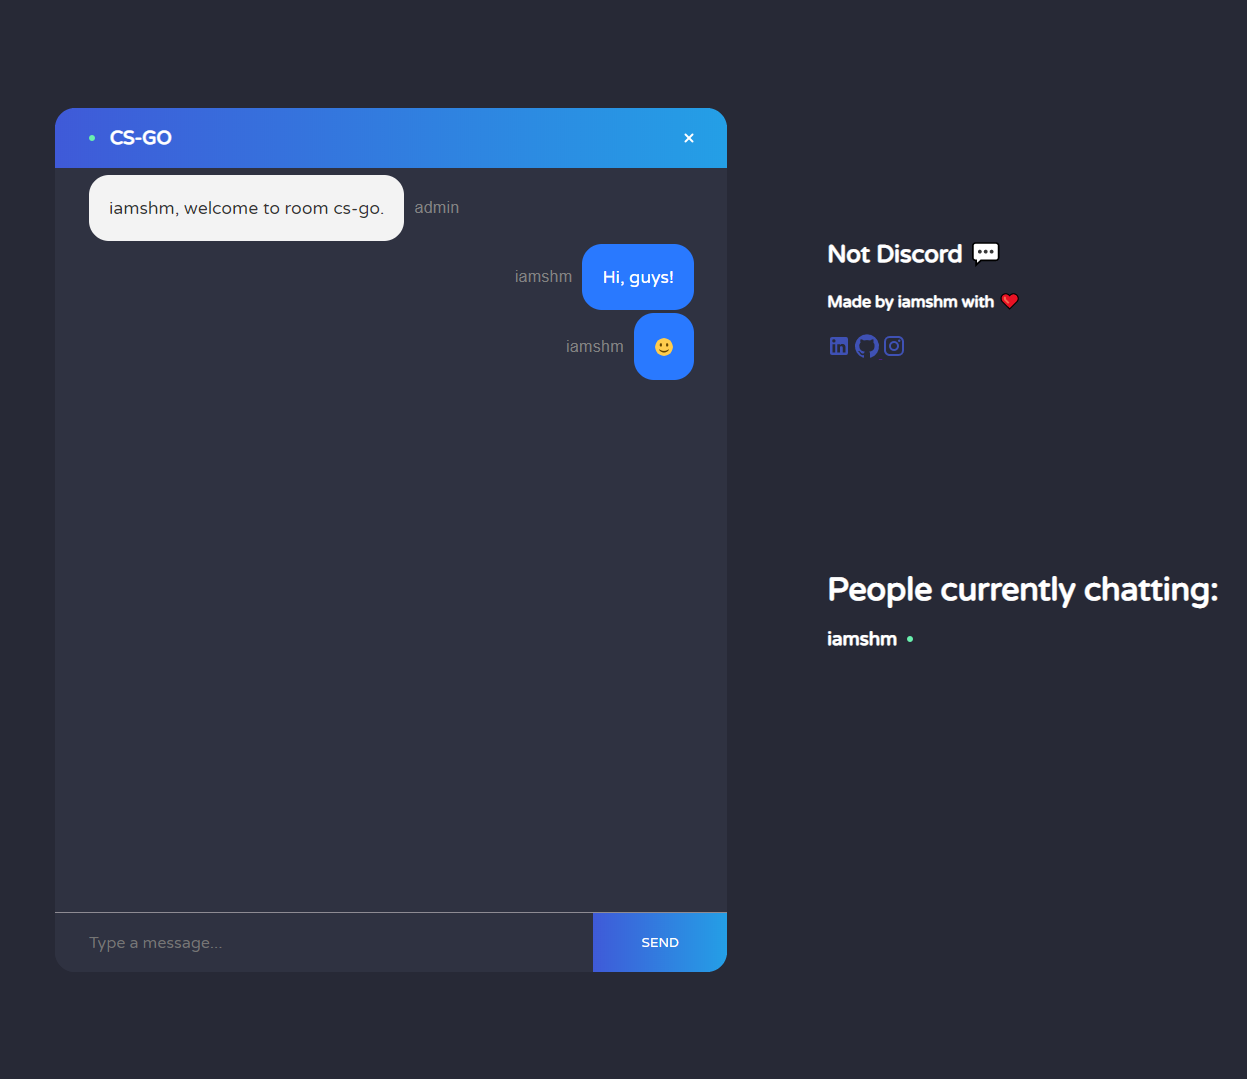 CS-GO
iamshm, welcome to room cs-go. admin
iamshm Hi, guys!
iamshm 🙂
Type a message...
SEND
Not Discord 💬
Made by iamshm with ❤️
People currently chatting:
iamshm